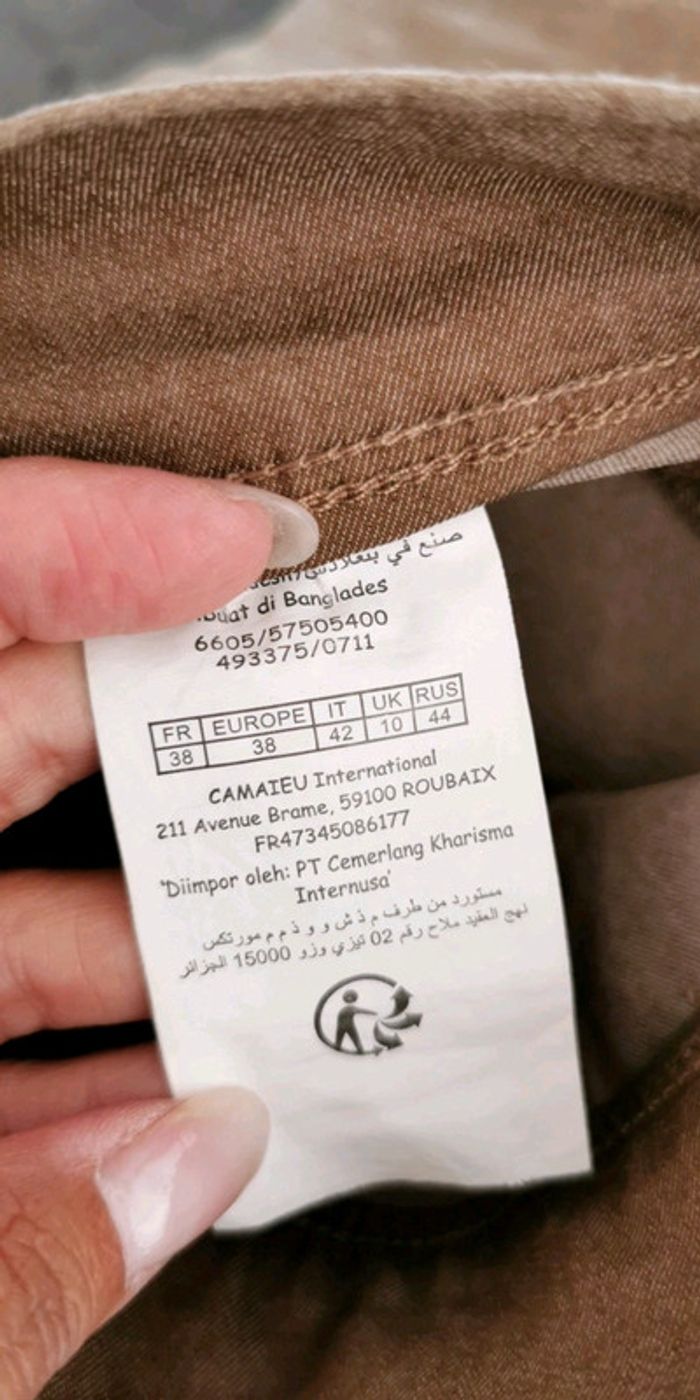 صنع في
di Banglades
6605/57505400
493375/0711
FR EUROPE IT UK RUS
38 38 42 10 44
CAMAIEU International
211 Avenue Brame, 59100 ROUBAIX
FR47345086177
'Diimpor oleh: PT Cemerlang Kharisma
Internusa'
مستورد من طرف م ذ ش و و ذ م م مورتكس
نهج العقيد ملاح رقم 02 تيزي وزو 15000 الجزائر